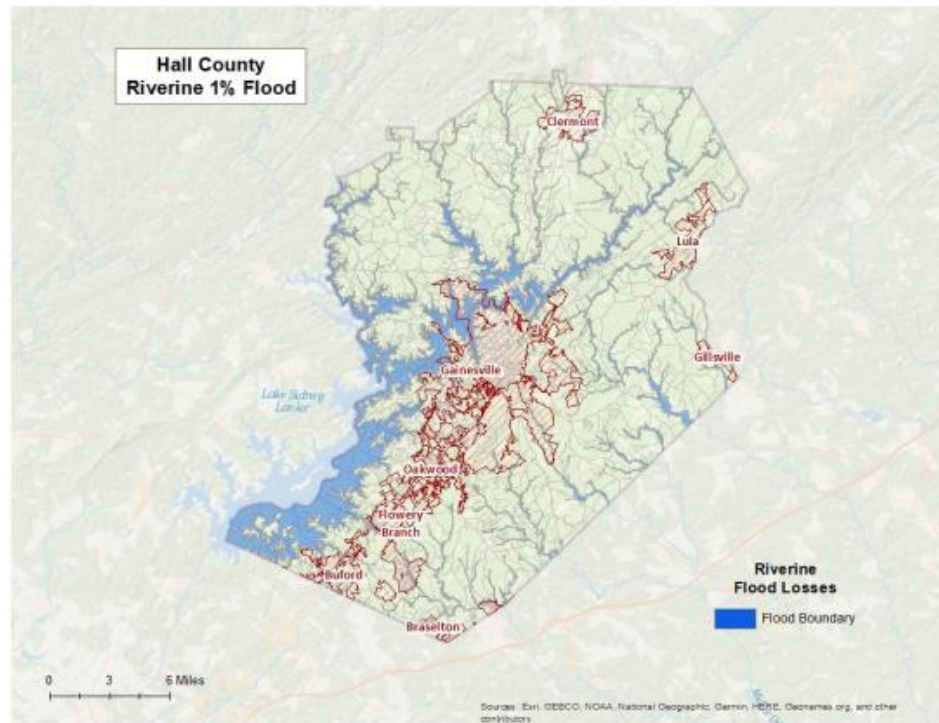 Hall County
Riverine 1% Flood
Clermont
Lula
Gillsville
Gainesville
Lake Sidney
Lanier
Oakwood
Flowery
Branch
Buford
Braselton
Riverine
Flood Losses
Flood Boundary
0 3 6 Miles
Sources: Esri, GEBCO, NOAA, National Geographic, Garmin, HERE, Geonames.org, and other
contributors